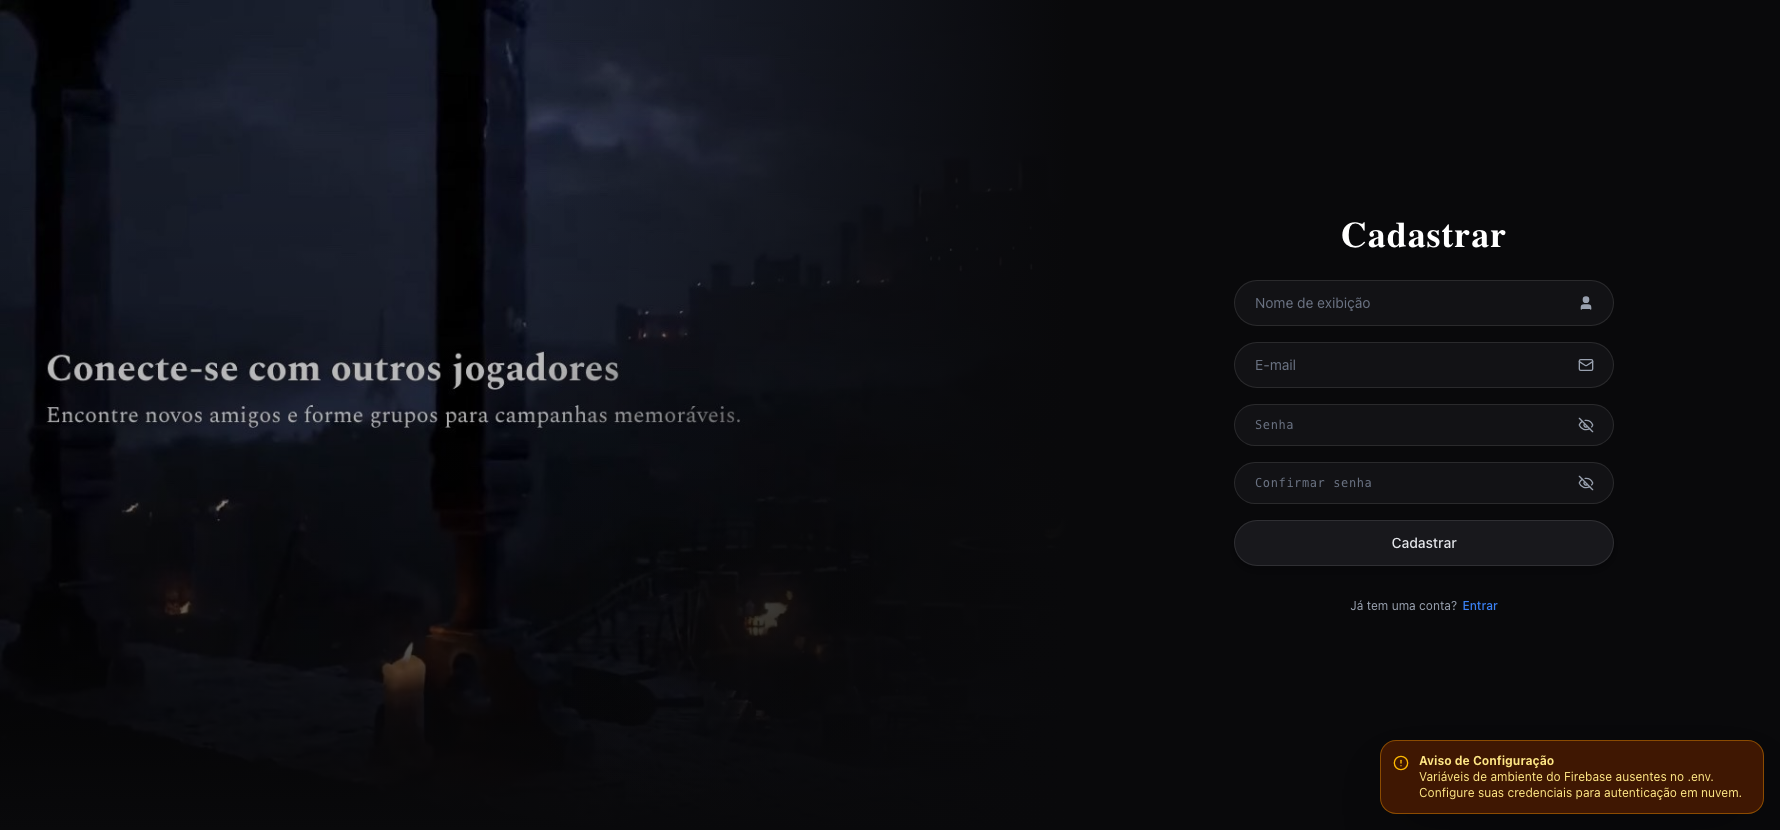 Conecte-se com outros jogadores
Encontre novos amigos e forme grupos para campanhas memoráveis.
Cadastrar
Nome de exibição
E-mail
Senha
Confirmar senha
Cadastrar
Já tem uma conta? Entrar
Aviso de Configuração
Variáveis de ambiente do Firebase ausentes no .env.
Configure suas credenciais para autenticação em nuvem.